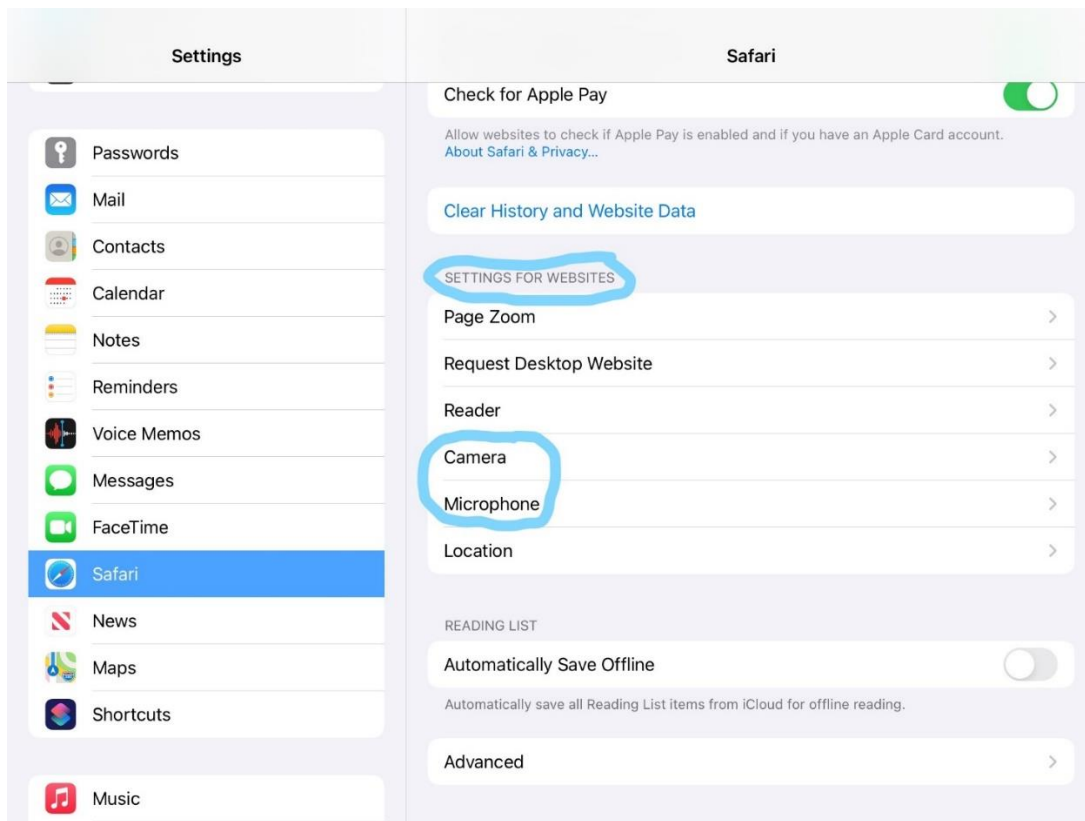 Settings
Passwords
Mail
Contacts
Calendar
Notes
Reminders
Voice Memos
Messages
FaceTime
Safari
News
Maps
Shortcuts
Music
Safari
Check for Apple Pay
Allow websites to check if Apple Pay is enabled and if you have an Apple Card account.
About Safari & Privacy...
Clear History and Website Data
SETTINGS FOR WEBSITES
Page Zoom
Request Desktop Website
Reader
Camera
Microphone
Location
READING LIST
Automatically Save Offline
Automatically save all Reading List items from iCloud for offline reading.
Advanced